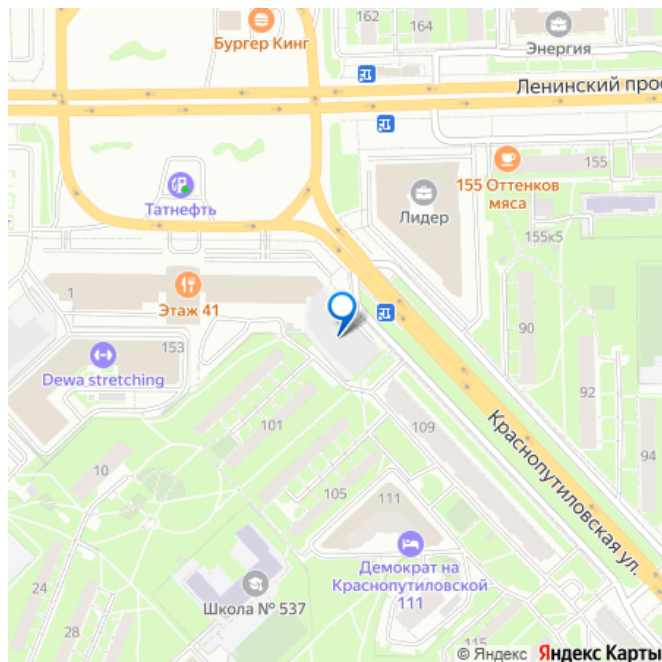 162
Бургер Кинг
Энергия
Ленинский прос
155 Оттенков
мяса
155
Татнефть
Лидер
155к5
1
Этаж 41
153
Dewa stretching
90
92
101
109
94
10
Краснопутиловская ул.
105
111
Демократ на
Краснопутиловской
111
24
Школа № 537
28
115
© Яндекс Яндекс Карты